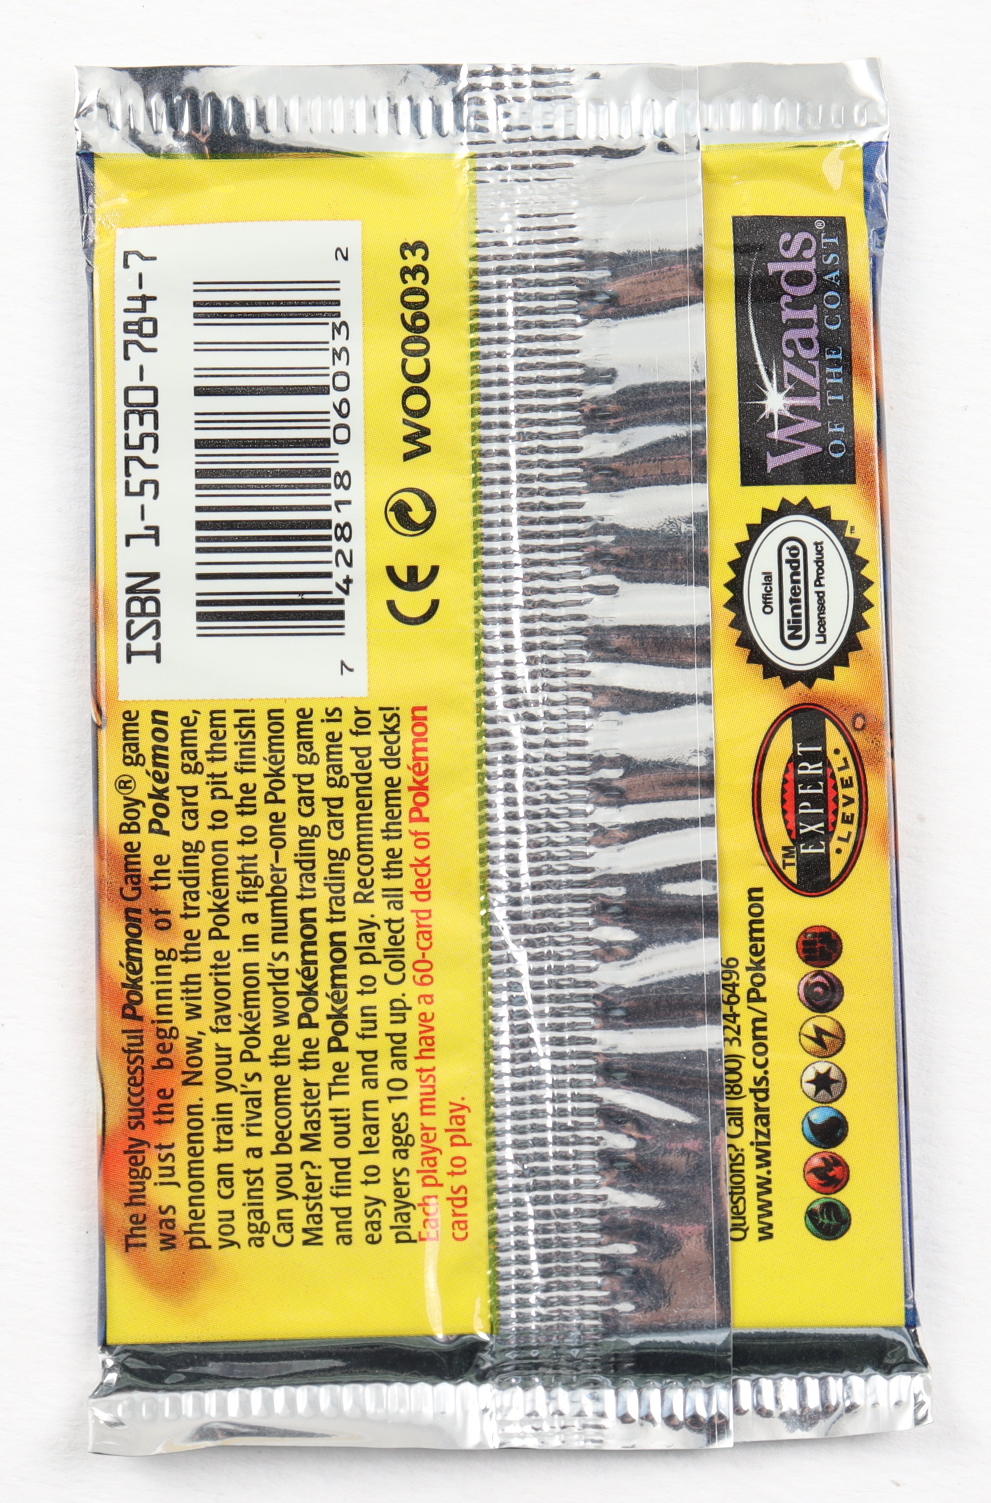 The hugely successful Pokémon Game Boy® game
was just the beginning of the Pokémon
phenomenon. Now, with the trading card game,
you can train your favorite Pokémon to pit them
against a rival's Pokémon in a fight to the finish!
Can you become the world's number-one Pokémon
Master? Master the Pokémon trading card game
and find out! The Pokémon trading card game is
easy to learn and fun to play. Recommended for
players ages 10 and up. Collect all the theme decks!
Each player must have a 60-card deck of Pokémon
cards to play.
ISBN 1-57530-784-7
7 42818 06033 2
CE WOC06033
Questions? Call (800) 324-6496
www.wizards.com/Pokemon
TM
EXPERT
• LEVEL •
Official
Nintendo®
Licensed Product
™
Wizards®
OF THE COAST